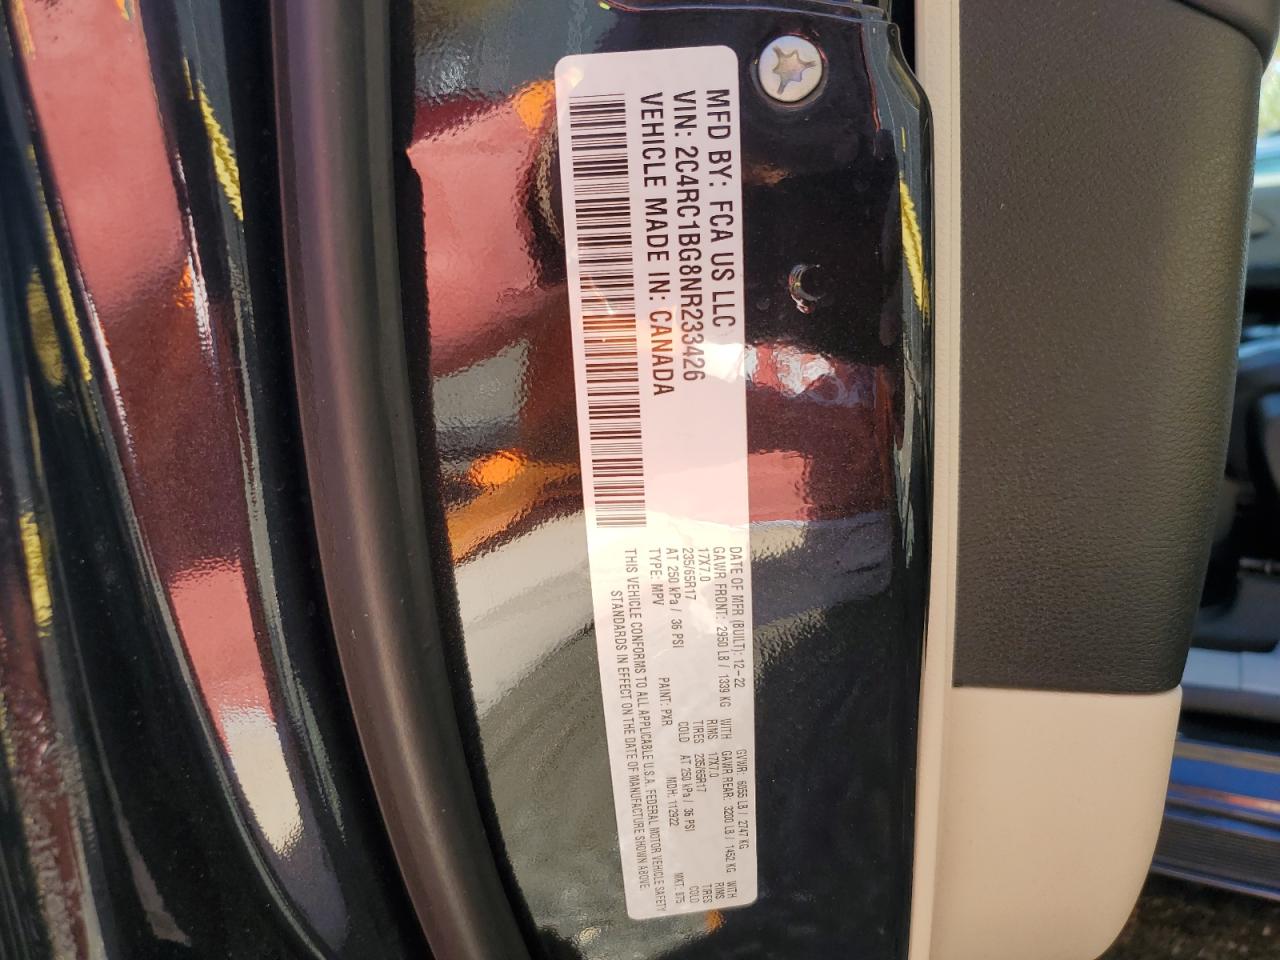 MFD BY: FCA US LLC
VIN: 2C4RC1BG8NR233426
VEHICLE MADE IN: CANADA
DATE OF MFR (BUILT): 12-22 GVWR: 6055 LB / 2747 KG
GAWR FRONT: 2950 LB / 1339 KG WITH GAWR REAR: 3200 LB / 1452 KG WITH
17X7.0 RIMS 17X7.0 RIMS
235/65R17 TIRES 235/65R17 TIRES
AT 250 kPa / 36 PSI COLD AT 250 kPa / 36 PSI COLD
TYPE: MPV PAINT: PXR MDH: 112922 MKT:
THIS VEHICLE CONFORMS TO ALL APPLICABLE U.S.A. FEDERAL MOTOR VEHICLE SAFETY
STANDARDS IN EFFECT ON THE DATE OF MANUFACTURE SHOWN ABOVE.